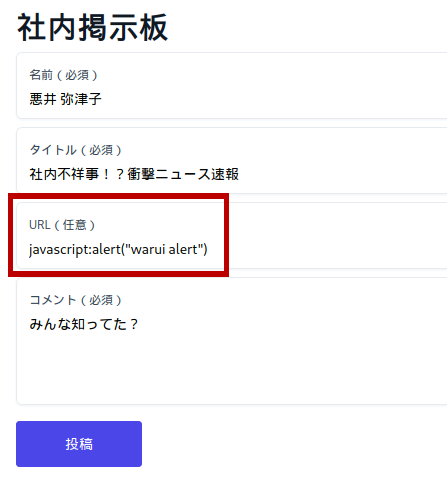 社内掲示板
名前（必須）
悪井 弥津子
タイトル（必須）
社内不祥事！？衝撃ニュース速報
URL（任意）
javascript:alert("warui alert")
コメント（必須）
みんな知ってた？
投稿